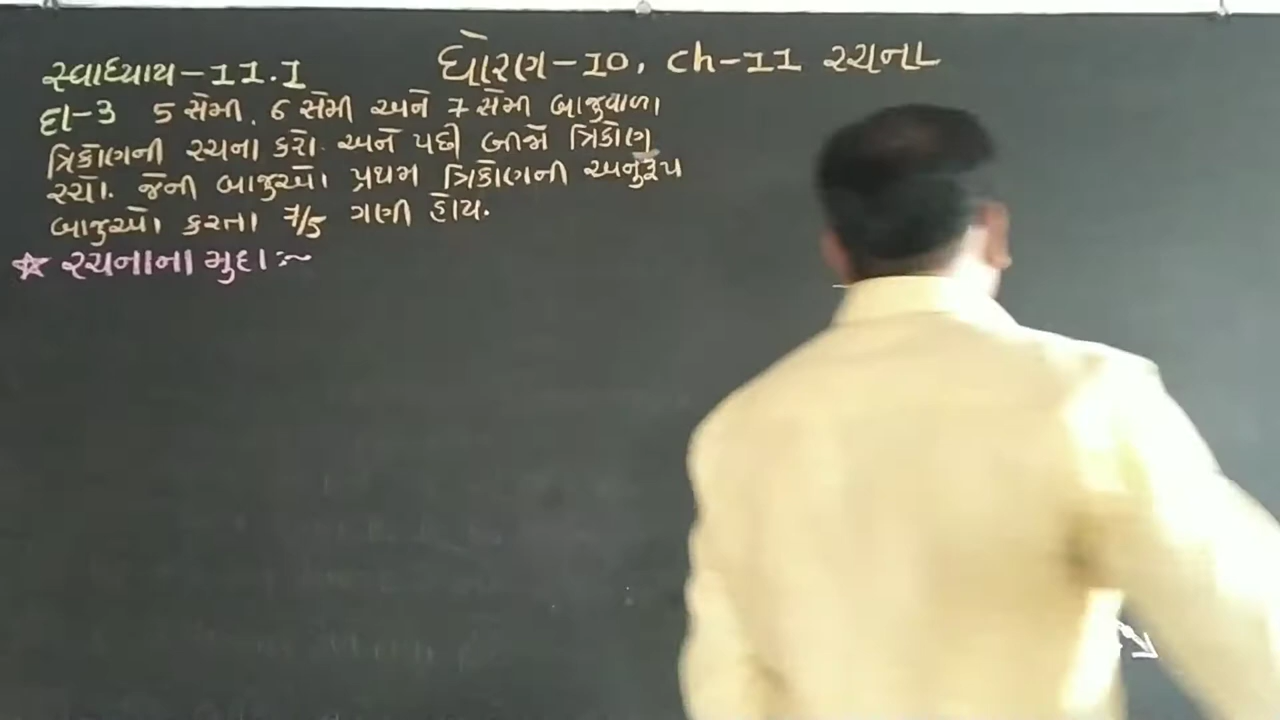 ધોરણ-10, ch-11 રચના
સ્વાધ્યાય-11.1
દા-3 5 સેમી, 6 સેમી અને 7 સેમી બાજુવાળા
ત્રિકોણની રચના કરો. અને પછી બીજો ત્રિકોણ
રચો. જેની બાજુઓ પ્રથમ ત્રિકોણની અનુરૂપ
બાજુઓ કરતા 7/5 ગણી હોય.
★ રચનાના મુદા :~